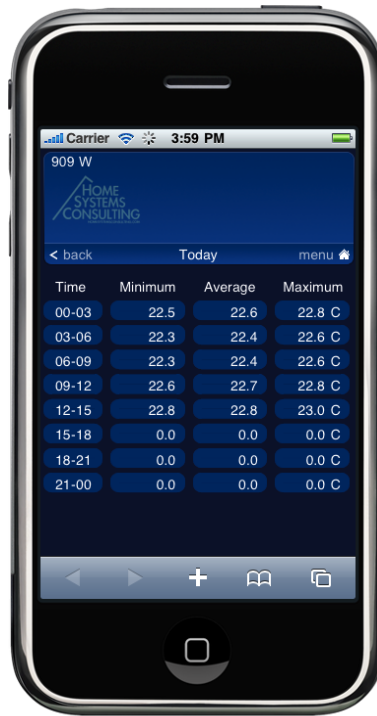 Carrier 3:59 PM
909 W
HOME
SYSTEMS
CONSULTING
< back Today menu
Time Minimum Average Maximum
00-03 22.5 22.6 22.8 C
03-06 22.3 22.4 22.6 C
06-09 22.3 22.4 22.6 C
09-12 22.6 22.7 22.8 C
12-15 22.8 22.8 23.0 C
15-18 0.0 0.0 0.0 C
18-21 0.0 0.0 0.0 C
21-00 0.0 0.0 0.0 C